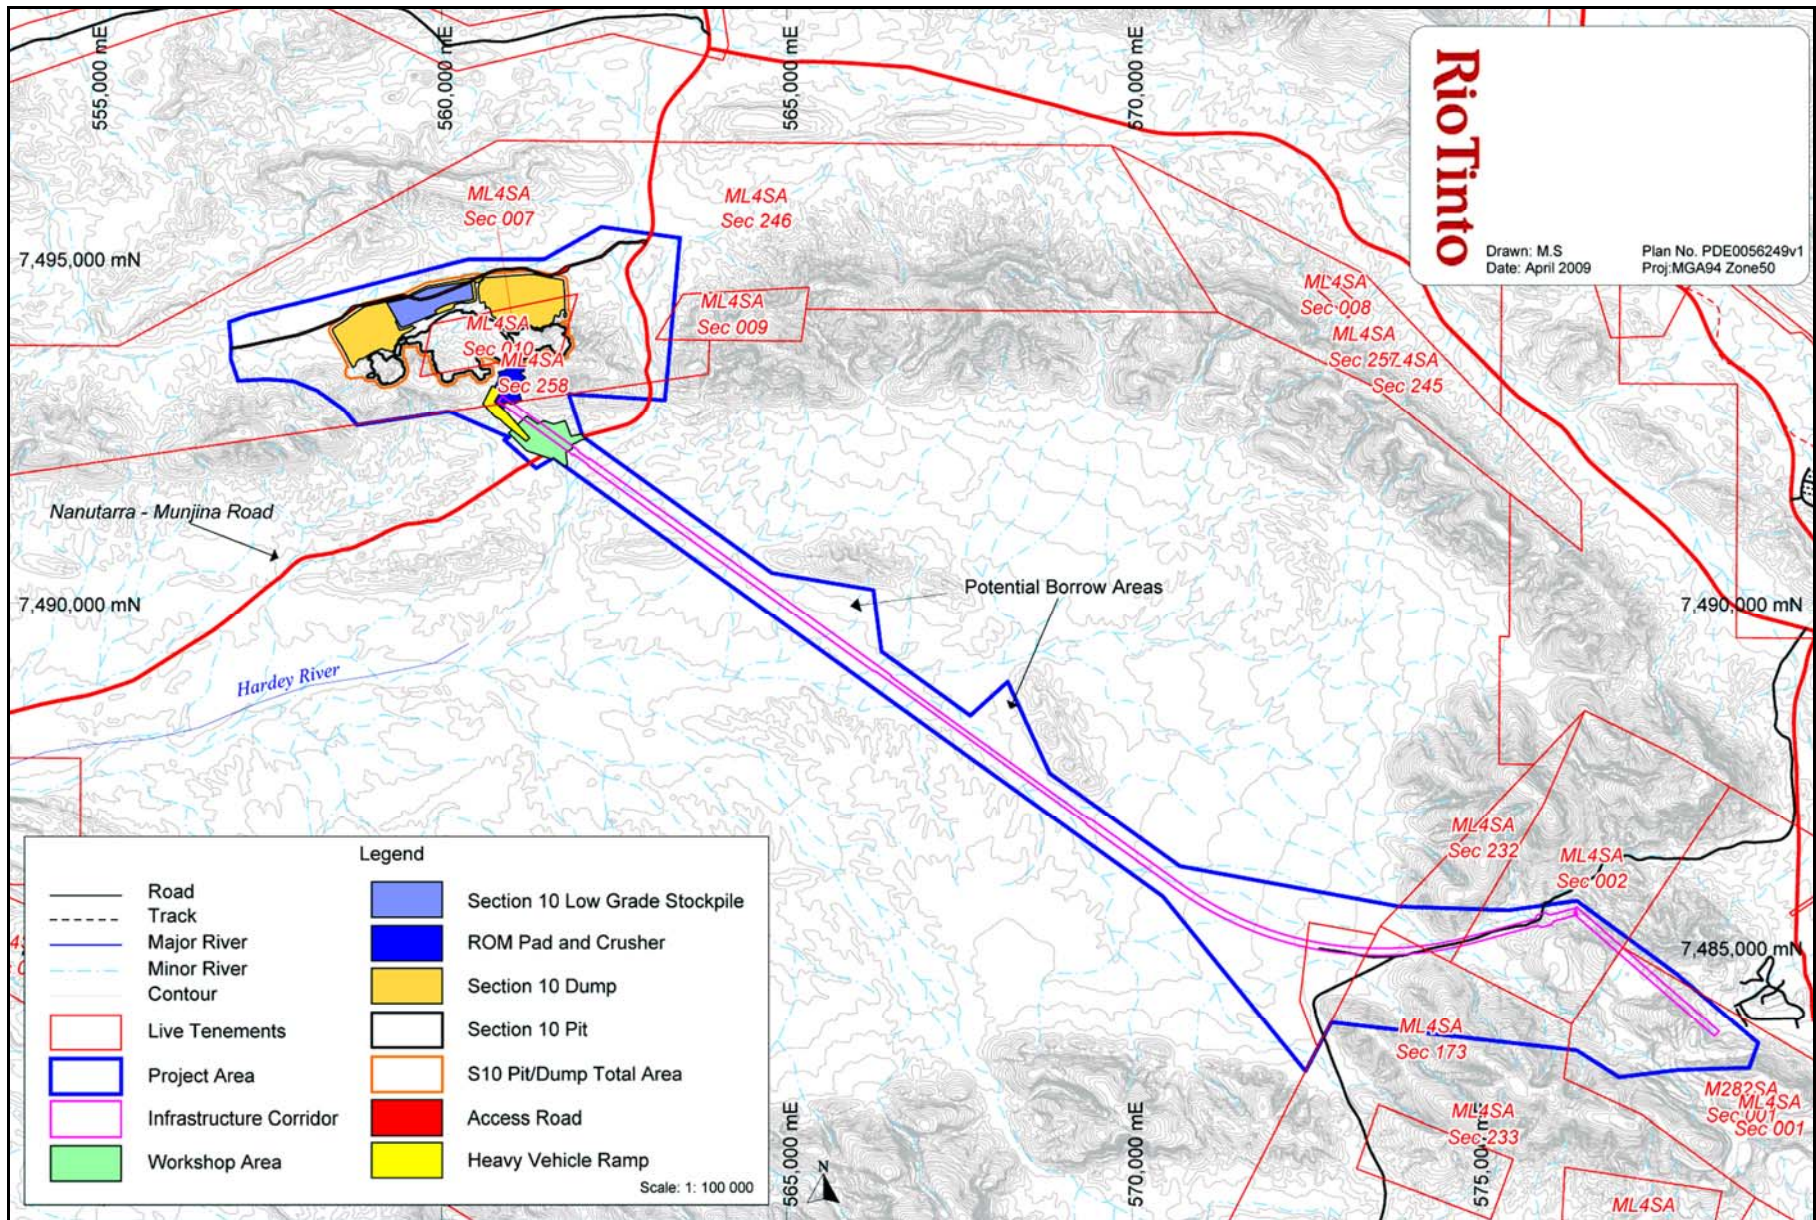 555,000 mE
560,000 mE
565,000 mE
570,000 mE
RioTinto
Drawn: M.S
Date: April 2009
Plan No. PDE0056249v1
Proj:MGA94 Zone50
ML4SA
Sec 007
ML4SA
Sec 246
7,495,000 mN
ML4SA
Sec 009
ML4SA
Sec 008
ML4SA
Sec 010
ML4SA
Sec 258
ML4SA
Sec 257
L4SA
Sec 245
Nanutarra - Munjina Road
Potential Borrow Areas
7,490,000 mN
7,490,000 mN
Hardey River
ML4SA
Sec 232
ML4SA
Sec 002
7,485,000 mN
ML4SA
Sec 173
M282SA
Sec 001
ML4SA
Sec 001
ML4SA
Sec 233
ML4SA
565,000 mE
570,000 mE
N
Legend
Road
Track
Major River
Minor River
Contour
Live Tenements
Project Area
Infrastructure Corridor
Workshop Area
Section 10 Low Grade Stockpile
ROM Pad and Crusher
Section 10 Dump
Section 10 Pit
S10 Pit/Dump Total Area
Access Road
Heavy Vehicle Ramp
Scale: 1: 100 000